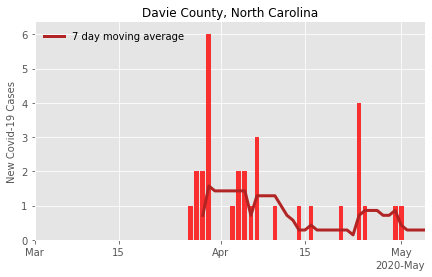 Davie County, North Carolina
7 day moving average
New Covid-19 Cases
6
5
4
3
2
1
0
Mar
15
Apr
15
May
2020-May